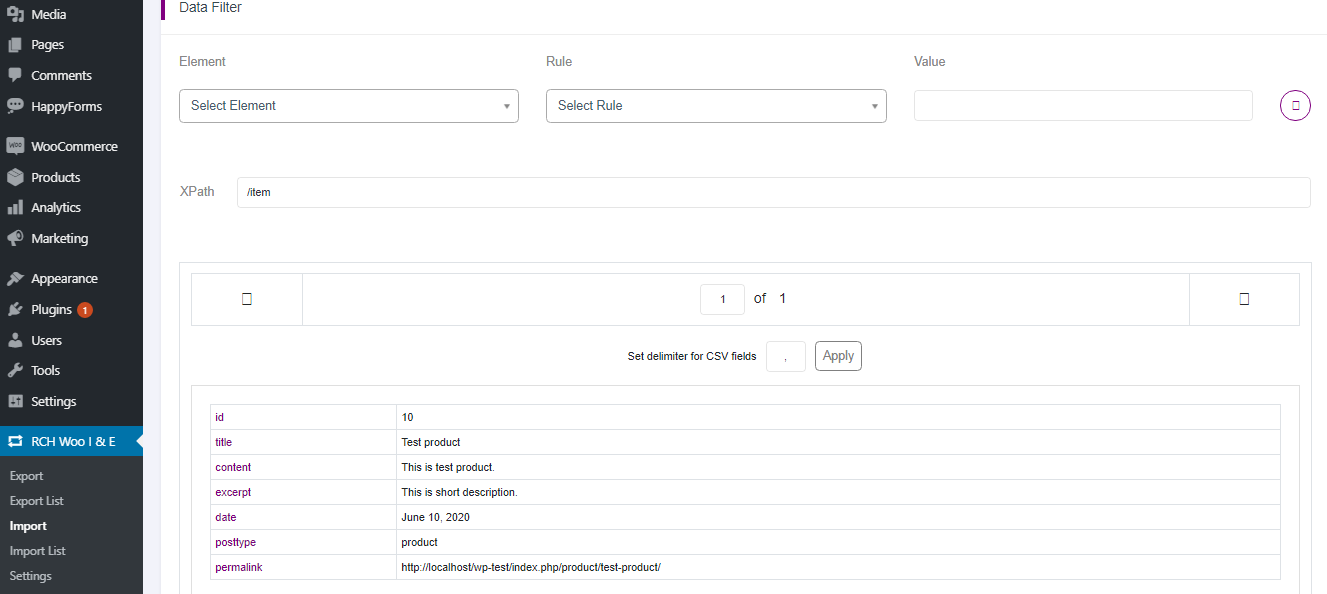 Media
Pages
Comments
HappyForms
WooCommerce
Products
Analytics
Marketing
Appearance
Plugins 1
Users
Tools
Settings
RCH Woo I & E
Export
Export List
Import
Import List
Settings
Data Filter
Element Rule Value
Select Element Select Rule
XPath /item
1 of 1
Set delimiter for CSV fields , Apply
id 10
title Test product
content This is test product.
excerpt This is short description.
date June 10, 2020
posttype product
permalink http://localhost/wp-test/index.php/product/test-product/